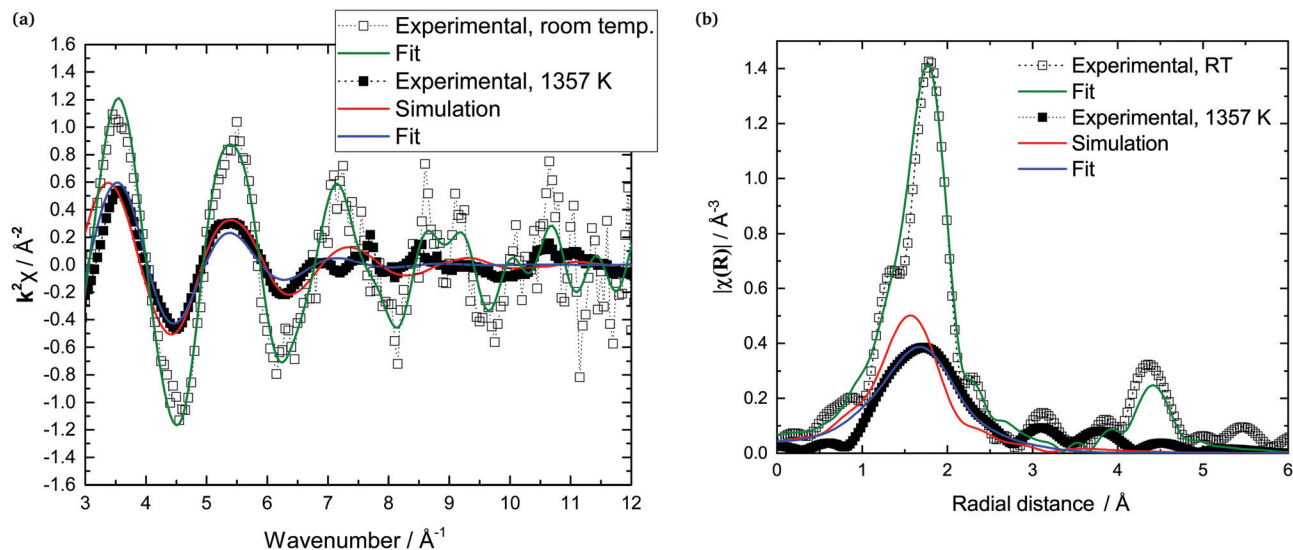 (a)
Experimental, room temp.
Fit
Experimental, 1357 K
Simulation
Fit
1.6
1.4
1.2
1.0
0.8
0.6
0.4
0.2
0.0
-0.2
-0.4
-0.6
-0.8
-1.0
-1.2
-1.4
-1.6
k²χ / Å⁻²
3 4 5 6 7 8 9 10 11 12
Wavenumber / Å⁻¹
(b)
Experimental, RT
Fit
Experimental, 1357 K
Simulation
Fit
1.4
1.2
1.0
0.8
0.6
0.4
0.2
0.0
|χ(R)| / Å⁻³
0 1 2 3 4 5 6
Radial distance / Å